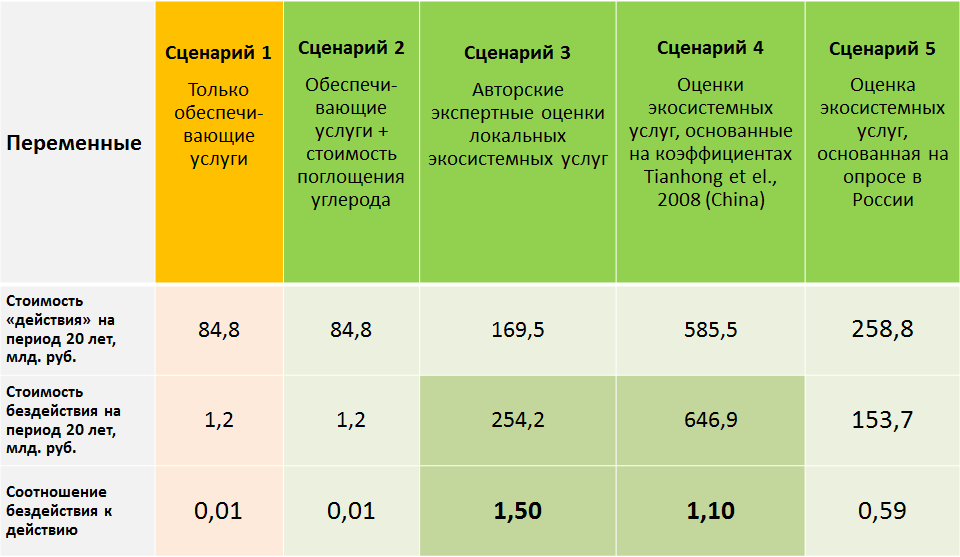 Переменные
Сценарий 1
Только
обеспечи-
вающие
услуги
Сценарий 2
Обеспечи-
вающие
услуги +
стоимость
поглощения
углерода
Сценарий 3
Авторские
экспертные оценки
локальных
экосистемных услуг
Сценарий 4
Оценки
экосистемных
услуг, основанные
на коэффициентах
Tianhong et el.,
2008 (China)
Сценарий 5
Оценка
экосистемных
услуг,
основанная на
опросе в
России
Стоимость
«действия» на
период 20 лет,
млд. руб.
84,8
84,8
169,5
585,5
258,8
Стоимость
бездействия на
период 20 лет,
млд. руб.
1,2
1,2
254,2
646,9
153,7
Соотношение
бездействия к
действию
0,01
0,01
1,50
1,10
0,59